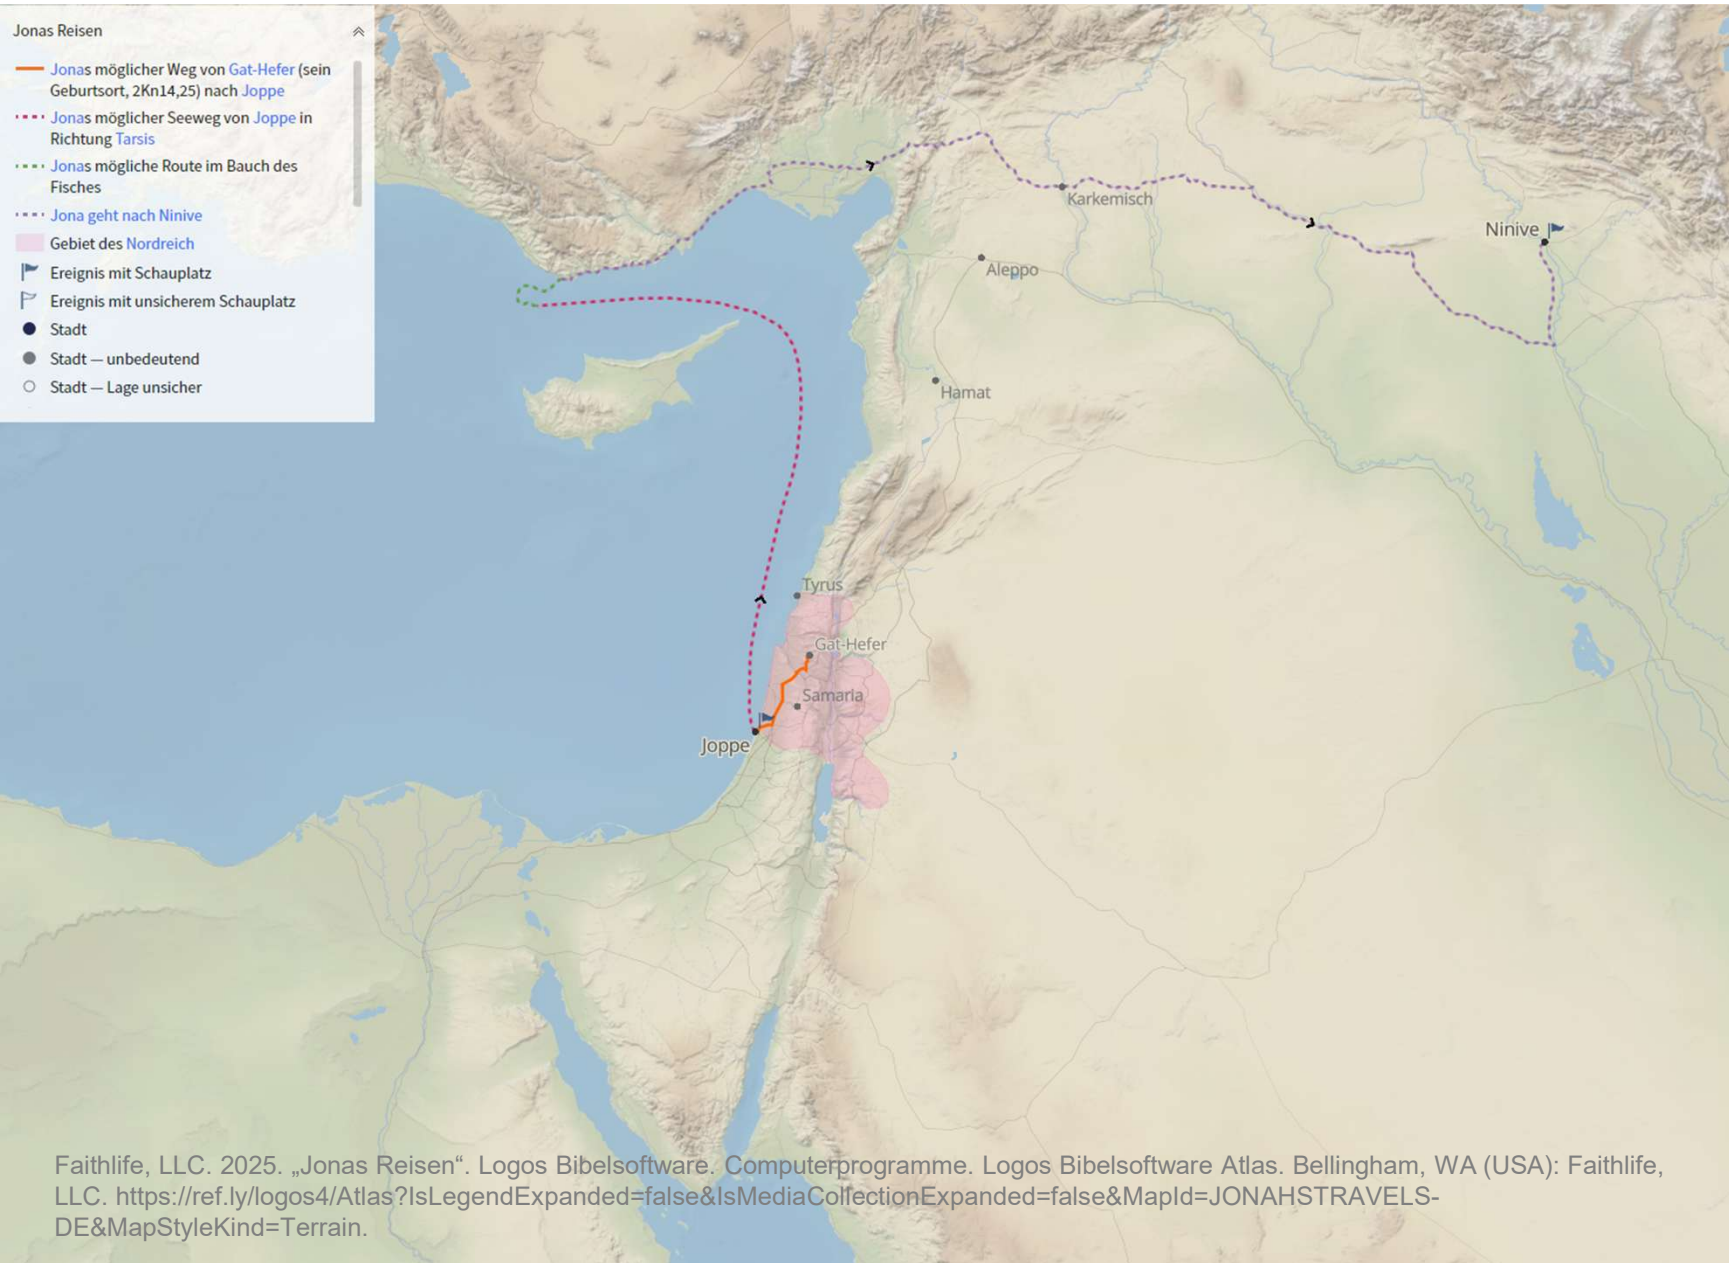 Jonas Reisen
Jonas möglicher Weg von Gat-Hefer (sein
Geburtsort, 2Kn14,25) nach Joppe
Jonas möglicher Seeweg von Joppe in
Richtung Tarsis
Jonas mögliche Route im Bauch des
Fisches
Jona geht nach Ninive
Gebiet des Nordreich
Ereignis mit Schauplatz
Ereignis mit unsicherem Schauplatz
Stadt
Stadt — unbedeutend
Stadt — Lage unsicher
Karkemisch
Ninive
Aleppo
Hamat
Tyrus
Gat-Hefer
Samaria
Joppe
Faithlife, LLC. 2025. „Jonas Reisen“. Logos Bibelsoftware. Computerprogramme. Logos Bibelsoftware Atlas. Bellingham, WA (USA): Faithlife,
LLC. https://ref.ly/logos4/Atlas?IsLegendExpanded=false&IsMediaCollectionExpanded=false&MapId=JONAHSTRAVELS-
DE&MapStyleKind=Terrain.